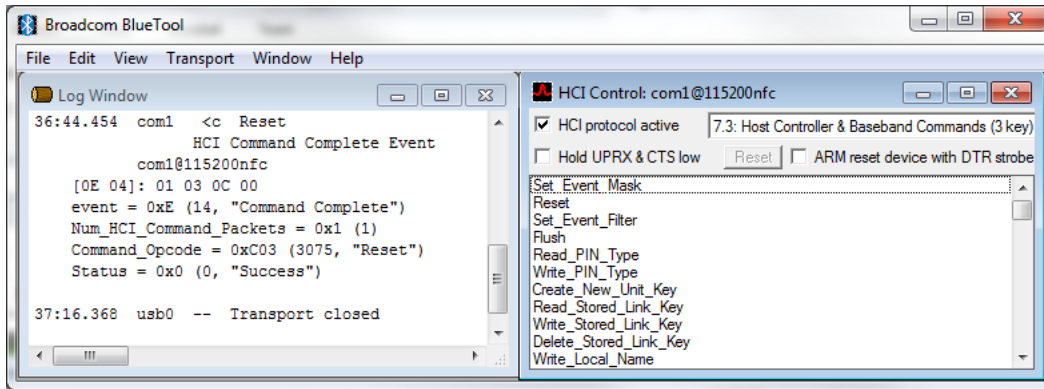 Broadcom BlueTool
File Edit View Transport Window Help
Log Window
36:44.454 com1 <c Reset
HCI Command Complete Event
com1@115200nfc
[0E 04]: 01 03 0C 00
event = 0xE (14, "Command Complete")
Num_HCI_Command_Packets = 0x1 (1)
Command_Opcode = 0xC03 (3075, "Reset")
Status = 0x0 (0, "Success")
37:16.368 usb0 -- Transport closed
HCI Control: com1@115200nfc
HCI protocol active 7.3: Host Controller & Baseband Commands (3 key)
Hold UPRX & CTS low Reset ARM reset device with DTR strobe
Set_Event_Mask
Reset
Set_Event_Filter
Flush
Read_PIN_Type
Write_PIN_Type
Create_New_Unit_Key
Read_Stored_Link_Key
Write_Stored_Link_Key
Delete_Stored_Link_Key
Write_Local_Name